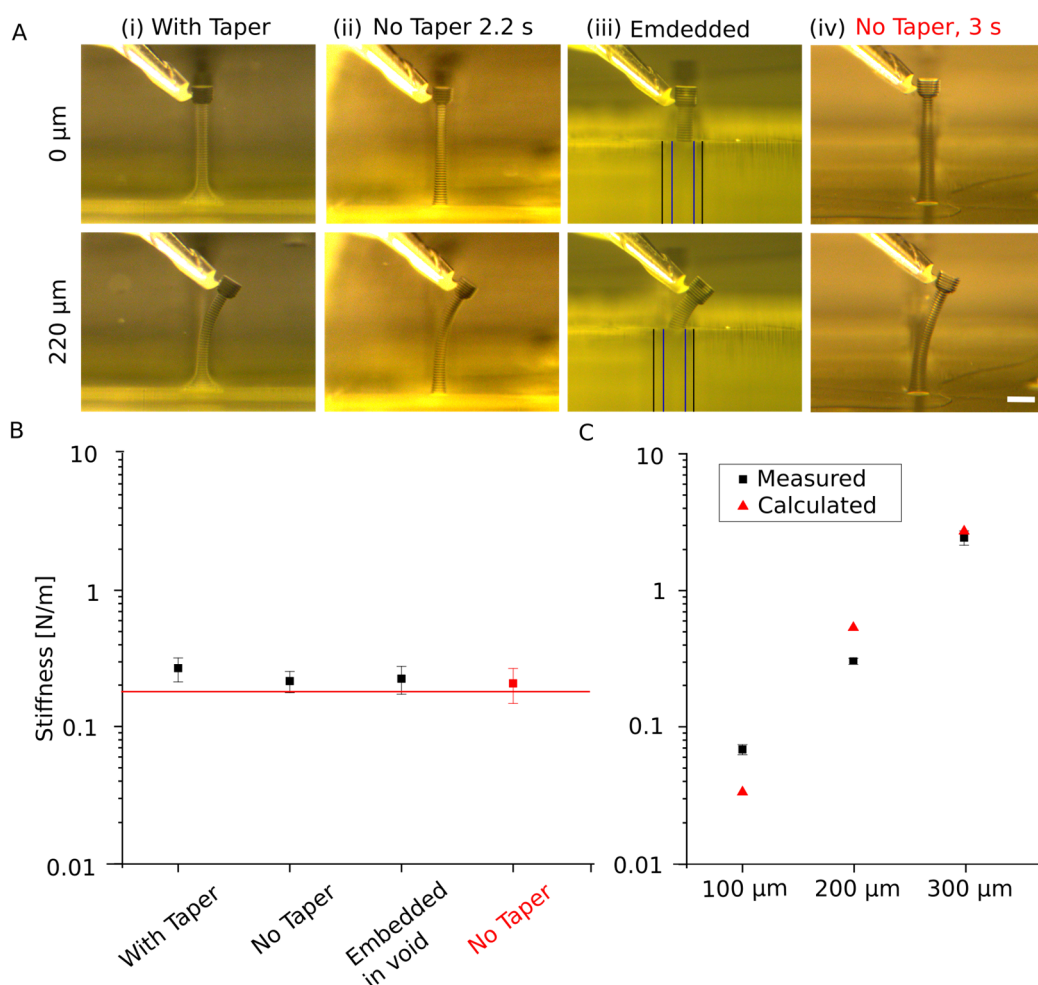 A
(i) With Taper
(ii) No Taper 2.2 s
(iii) Emdedded
(iv) No Taper, 3 s
0 µm
220 µm
B
Stiffness [N/m]
10
1
0.1
0.01
With Taper
No Taper
Embedded
in void
No Taper
C
10
1
0.1
0.01
Measured
Calculated
100 µm
200 µm
300 µm